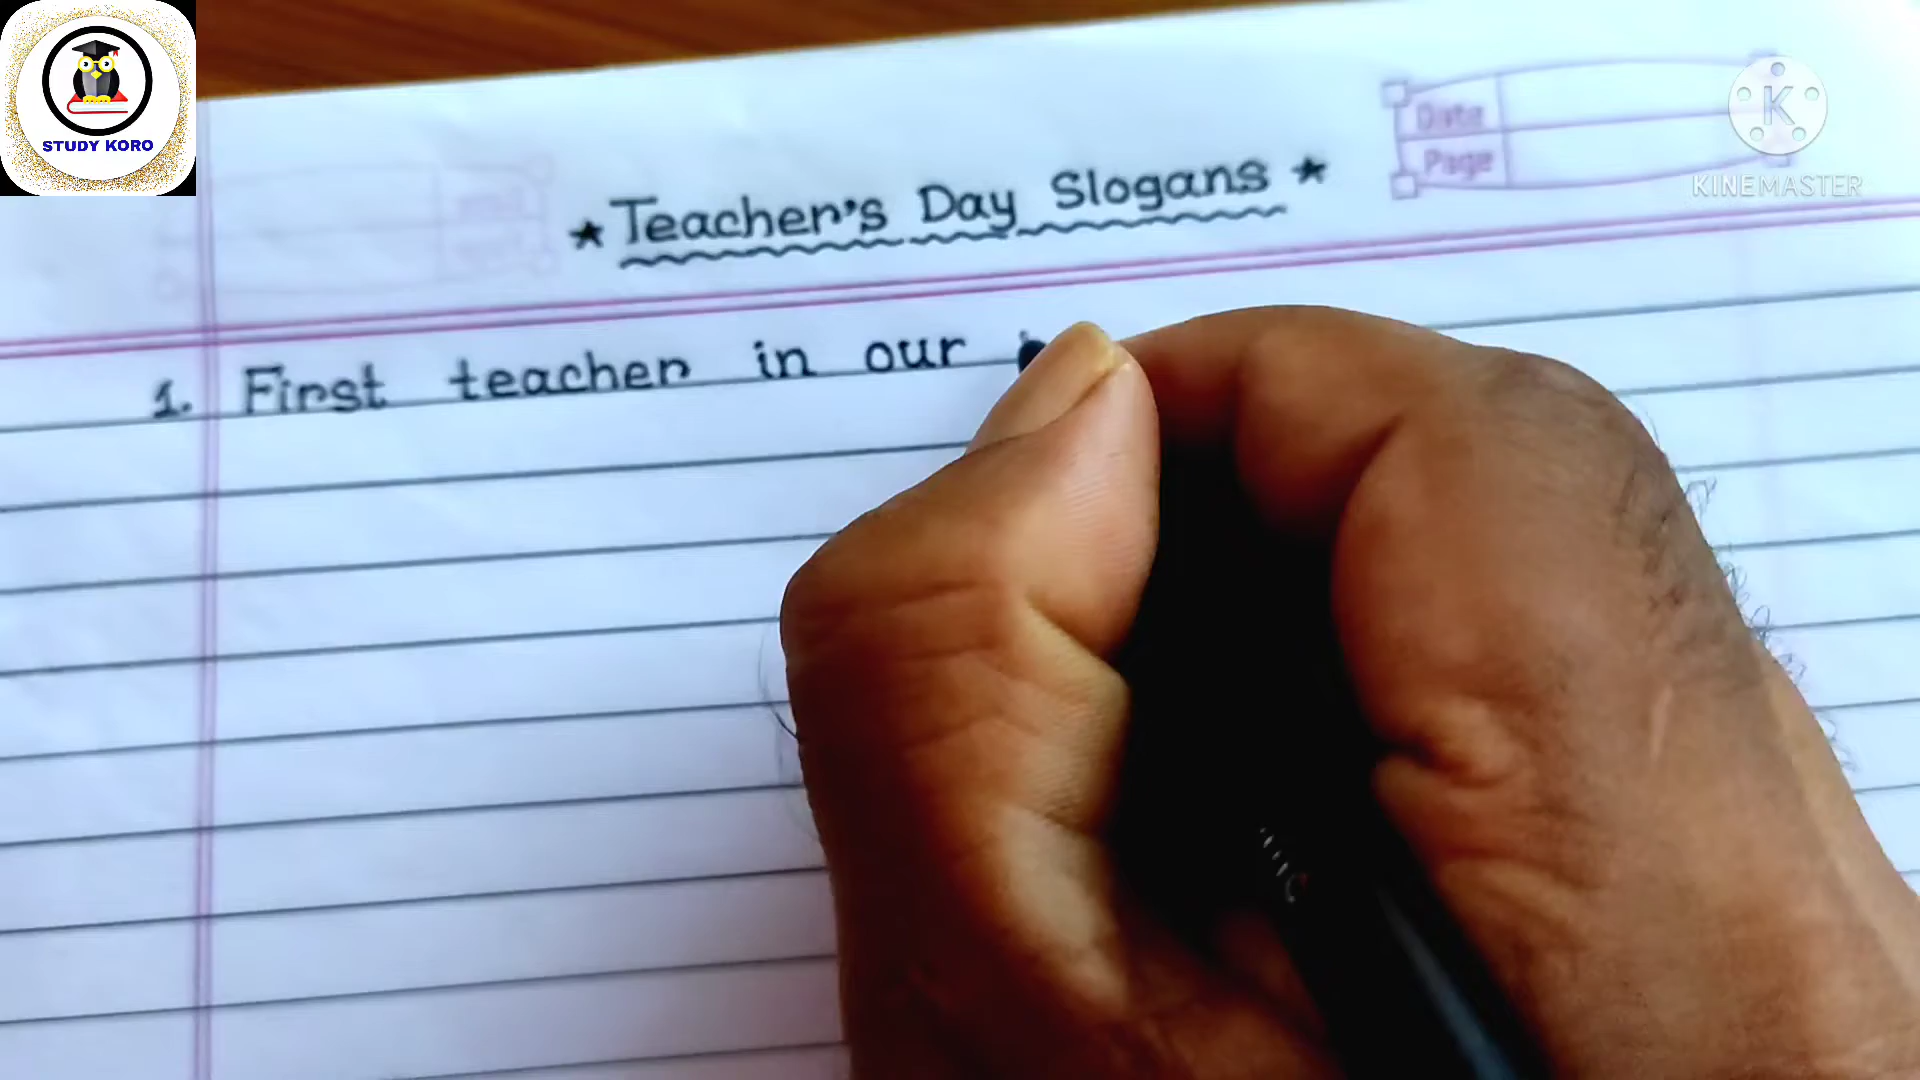 STUDY KORO
Date
Page
K
KINEMASTER
★ Teacher's Day Slogans ★
1. First teacher in our